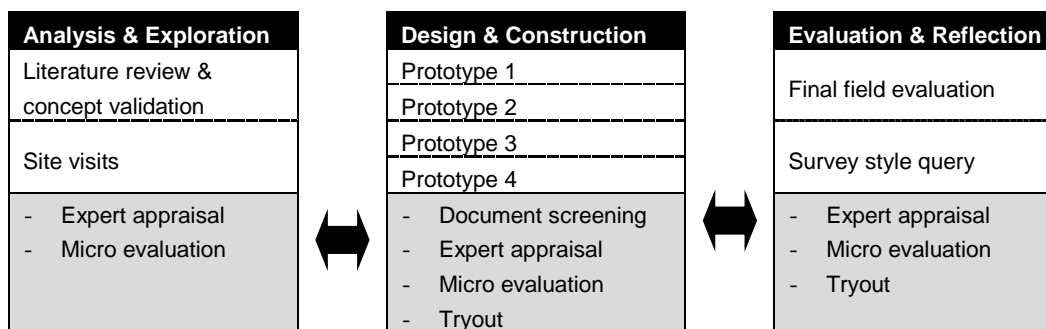 Analysis & Exploration
Literature review &
concept validation
Site visits
- Expert appraisal
- Micro evaluation
Design & Construction
Prototype 1
Prototype 2
Prototype 3
Prototype 4
- Document screening
- Expert appraisal
- Micro evaluation
- Tryout
Evaluation & Reflection
Final field evaluation
Survey style query
- Expert appraisal
- Micro evaluation
- Tryout